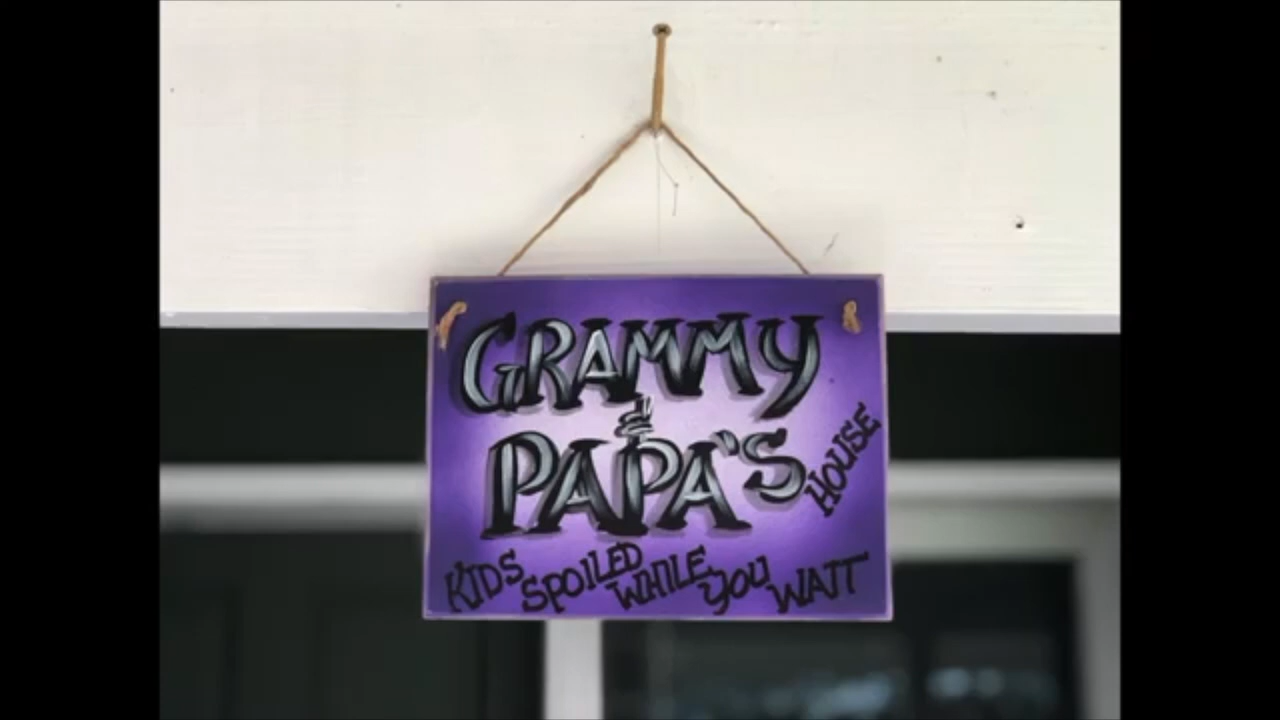 GRAMMY
&
PAPA'S
HOUSE
KIDS SPOILED WHILE YOU WAIT